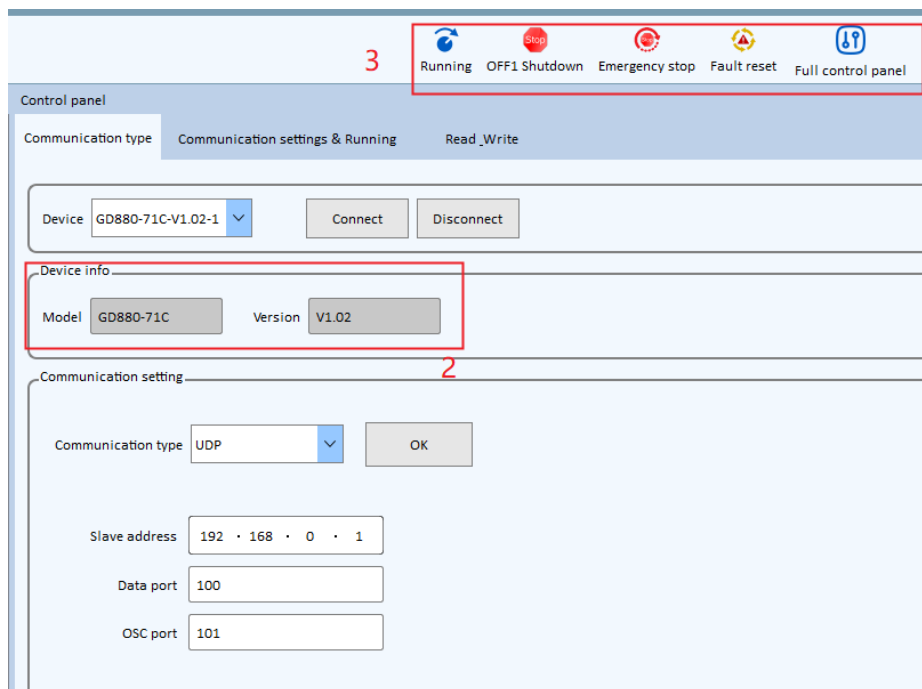 3
Stop
Running OFF1 Shutdown Emergency stop Fault reset Full control panel
Control panel
Communication type Communication settings & Running Read _Write
Device GD880-71C-V1.02-1 Connect Disconnect
Device info
Model GD880-71C Version V1.02
2
Communication setting
Communication type UDP OK
Slave address 192 . 168 . 0 . 1
Data port 100
OSC port 101